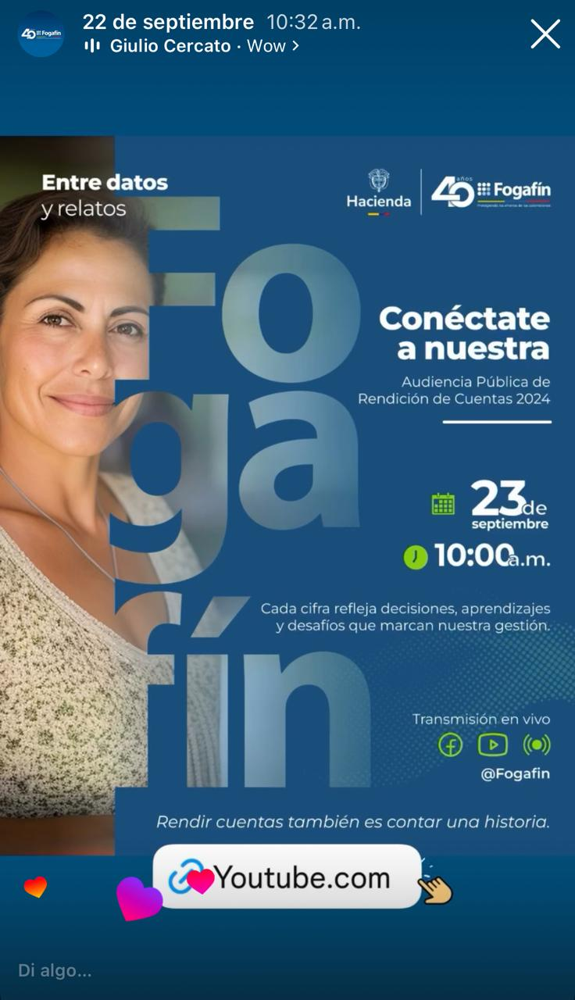 40 Fogafín
22 de septiembre 10:32 a.m.
Giulio Cercato · Wow >
Entre datos
y relatos
Hacienda
40 años Fogafín
Fogafín
Conéctate
a nuestra
Audiencia Pública de
Rendición de Cuentas 2024
23 de
septiembre
10:00 a.m.
Cada cifra refleja decisiones, aprendizajes
y desafíos que marcan nuestra gestión.
Transmisión en vivo
@Fogafin
Rendir cuentas también es contar una historia.
Youtube.com
Di algo...